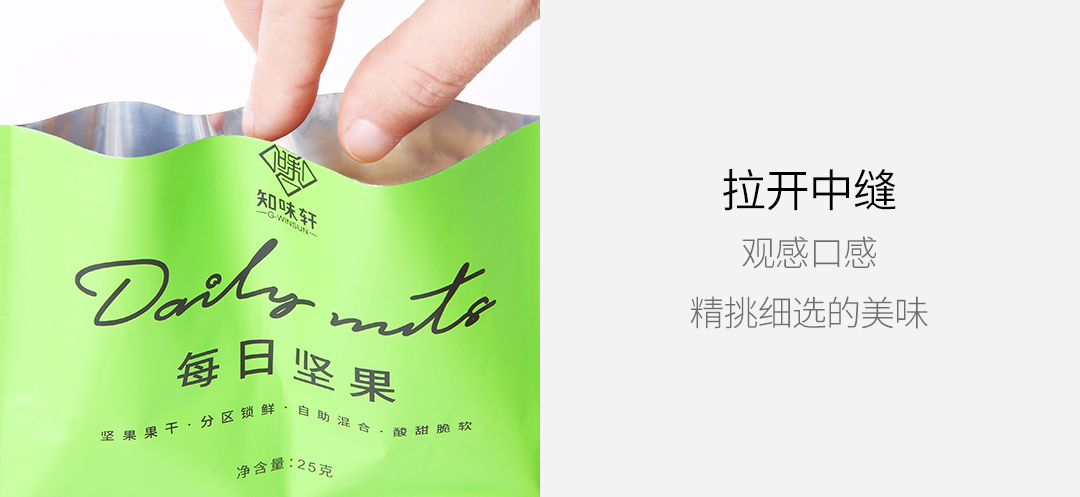 知味轩
G-WINSUN
Daily nuts
每日坚果
坚果果干·分区锁鲜·自助混合·酸甜脆软
净含量:25克
拉开中缝
观感口感
精挑细选的美味